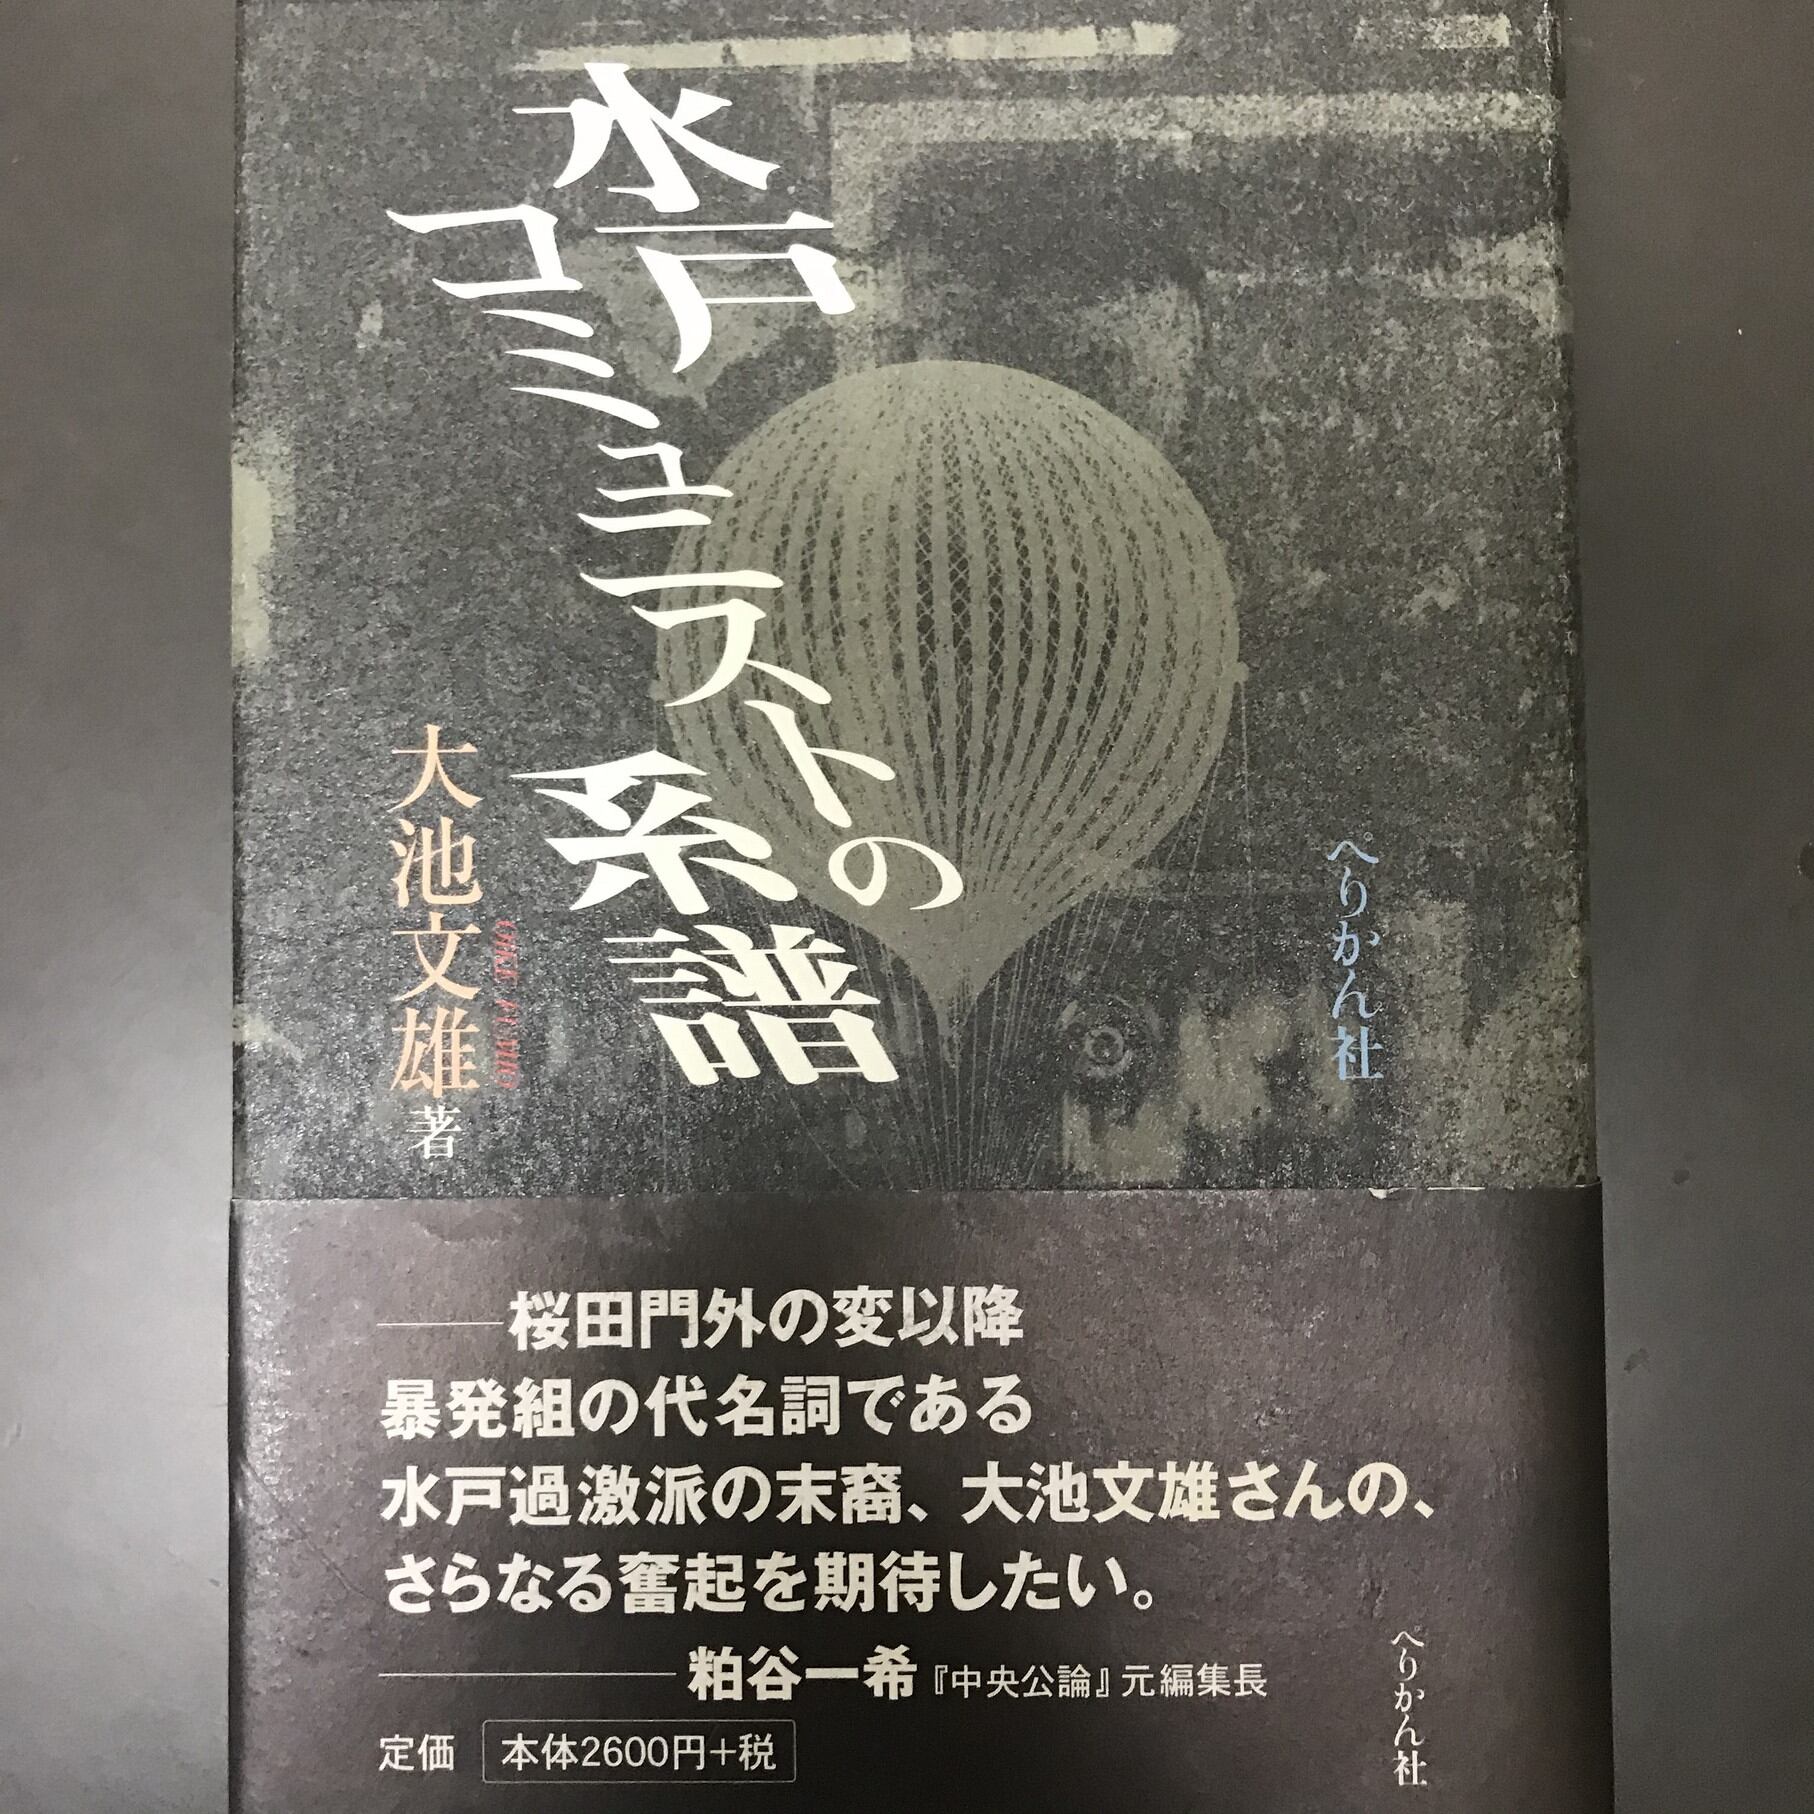 水戸
コミュニストの
系譜
大池文雄著
OIKE FUMIO
ぺりかん社
──桜田門外の変以降
暴発組の代名詞である
水戸過激派の末裔、大池文雄さんの、
さらなる奮起を期待したい。
──粕谷一希『中央公論』元編集長
定価 本体2600円+税
ぺりかん社